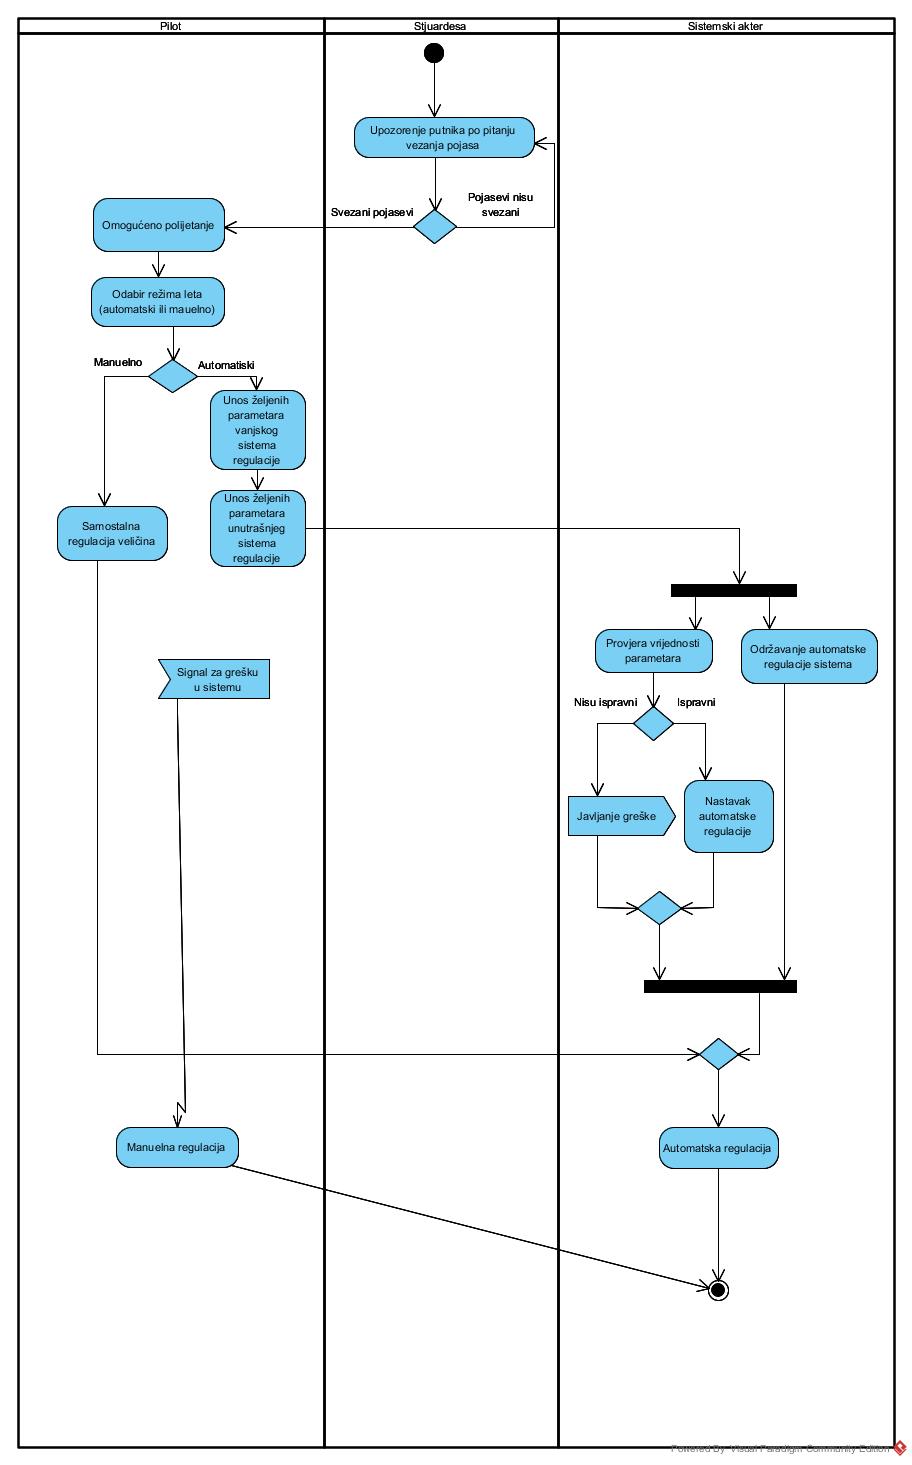 Pilot
Stjuardesa
Sistemski akter
Upozorenje putnika po pitanju
vezanja pojasa
Svezani pojasevi
Pojasevi nisu
svezani
Omogućeno polijetanje
Odabir režima leta
(automatski ili mauelno)
Manuelno
Automatiski
Unos željenih
parametara
vanjskog
sistema
regulacije
Unos željenih
parametara
unutrašnjeg
sistema
regulacije
Samostalna
regulacija veličina
Provjera vrijednosti
parametara
Održavanje automatske
regulacije sistema
Signal za grešku
u sistemu
Nisu ispravni
Ispravni
Javljanje greške
Nastavak
automatske
regulacije
Manuelna regulacija
Automatska regulacija
Powered By Visual Paradigm Community Edition